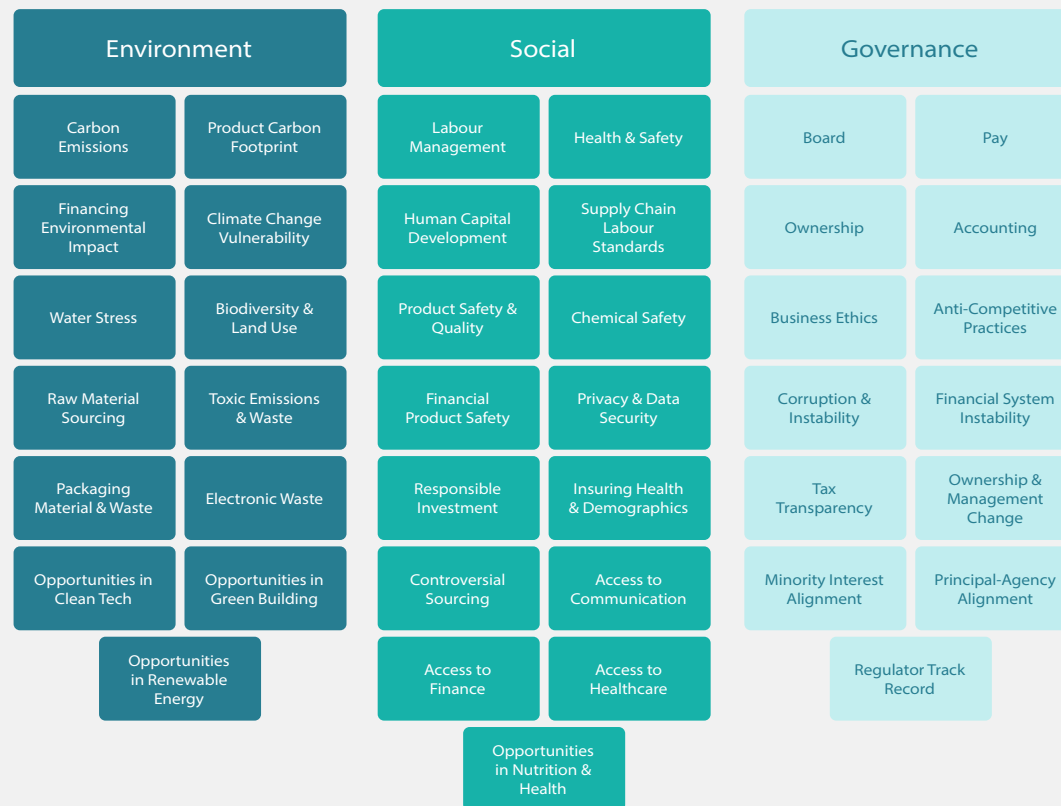 Environment
Carbon
Emissions
Product Carbon
Footprint
Financing
Environmental
Impact
Climate Change
Vulnerability
Water Stress
Biodiversity &
Land Use
Raw Material
Sourcing
Toxic Emissions
& Waste
Packaging
Material & Waste
Electronic Waste
Opportunities in
Clean Tech
Opportunities in
Green Building
Opportunities
in Renewable
Energy
Social
Labour
Management
Health & Safety
Human Capital
Development
Supply Chain
Labour
Standards
Product Safety &
Quality
Chemical Safety
Financial
Product Safety
Privacy & Data
Security
Responsible
Investment
Insuring Health
& Demographics
Controversial
Sourcing
Access to
Communication
Access to
Finance
Access to
Healthcare
Opportunities
in Nutrition &
Health
Governance
Board
Pay
Ownership
Accounting
Business Ethics
Anti-Competitive
Practices
Corruption &
Instability
Financial System
Instability
Tax
Transparency
Ownership &
Management
Change
Minority Interest
Alignment
Principal-Agency
Alignment
Regulator Track
Record